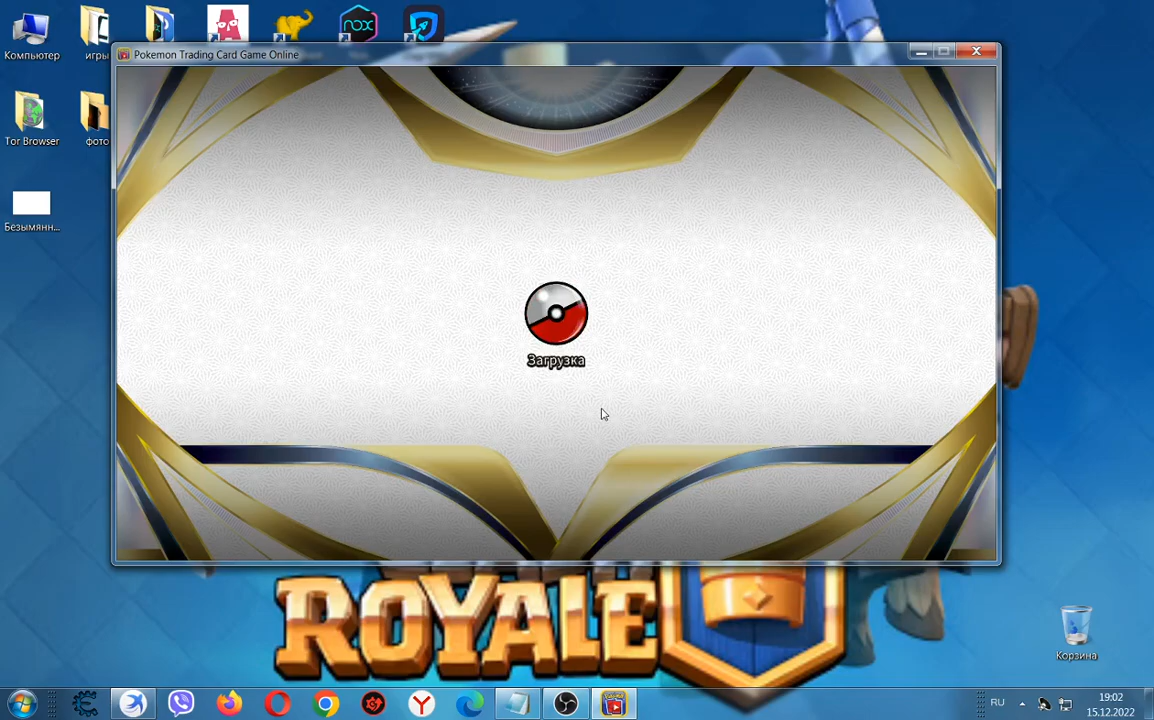 Компьютер
игры
nox
Pokemon Trading Card Game Online
Tor Browser
фото
Безымянн...
Загрузка
ROYALE
Корзина
RU
19:02
15.12.2022